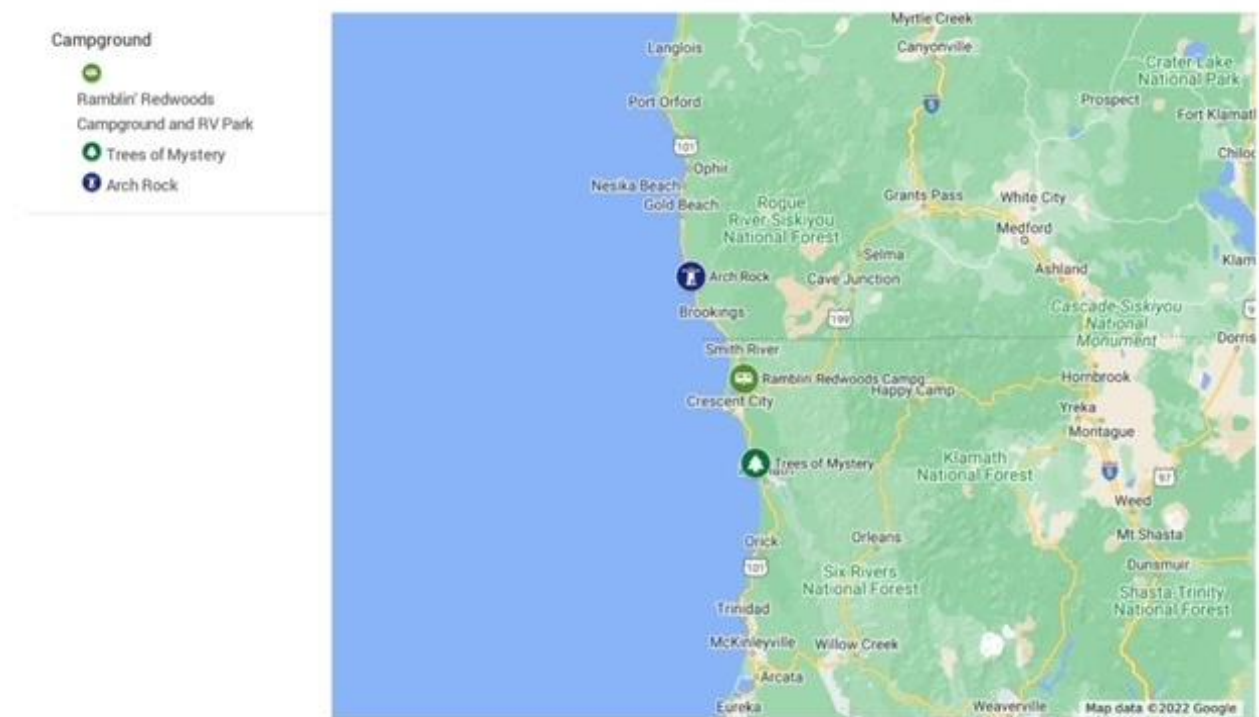 Campground
Ramblin' Redwoods
Campground and RV Park
Trees of Mystery
Arch Rock
Myrtle Creek
Langlois
Canyonville
Crater Lake
National Park
Port Orford
5
Prospect
Fort Klamat
101
Ophir
Chiloq
Nesika Beach
Gold Beach
Rogue
River-Siskiyou
National Forest
Grants Pass
White City
Medford
Selma
Klam
Arch Rock
Cave Junction
Ashland
Brookings
199
Cascade-Siskiyou
National
Monument
Dorris
Smith River
Ramblin' Redwoods Campg
Happy Camp
Hornbrook
Crescent City
Yreka
Montague
Trees of Mystery
Klamath
National Forest
5
97
Weed
Orick
Orleans
Mt Shasta
101
Six Rivers
National Forest
Dunsmuir
Shasta-Trinity
National Forest
Trinidad
McKinleyville
Willow Creek
Arcata
Eureka
Weaverville
Map data ©2022 Google